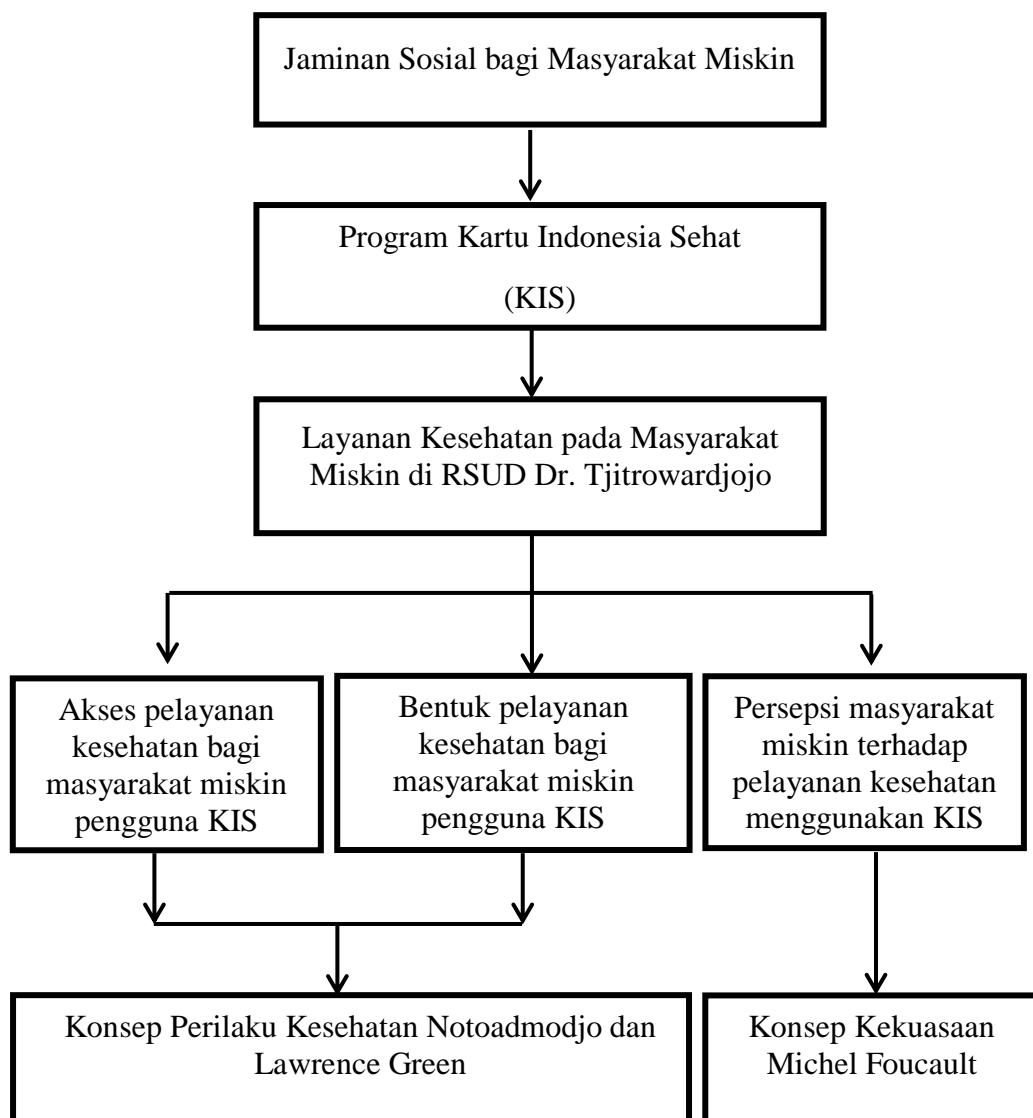 Jaminan Sosial bagi Masyarakat Miskin
Program Kartu Indonesia Sehat
(KIS)
Layanan Kesehatan pada Masyarakat
Miskin di RSUD Dr. Tjitrowardjojo
Akses pelayanan
kesehatan bagi
masyarakat miskin
pengguna KIS
Bentuk pelayanan
kesehatan bagi
masyarakat miskin
pengguna KIS
Persepsi masyarakat
miskin terhadap
pelayanan kesehatan
menggunakan KIS
Konsep Perilaku Kesehatan Notoadmodjo dan
Lawrence Green
Konsep Kekuasaan
Michel Foucault